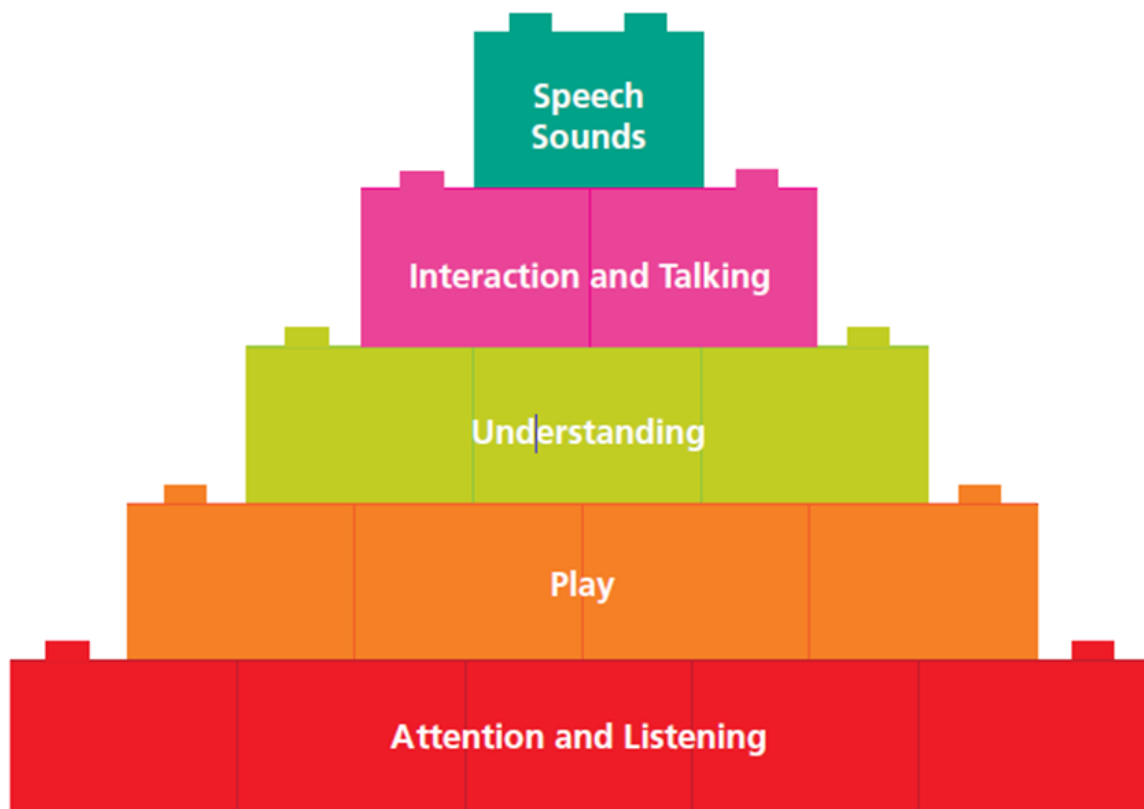 Speech
Sounds
Interaction and Talking
Understanding
Play
Attention and Listening